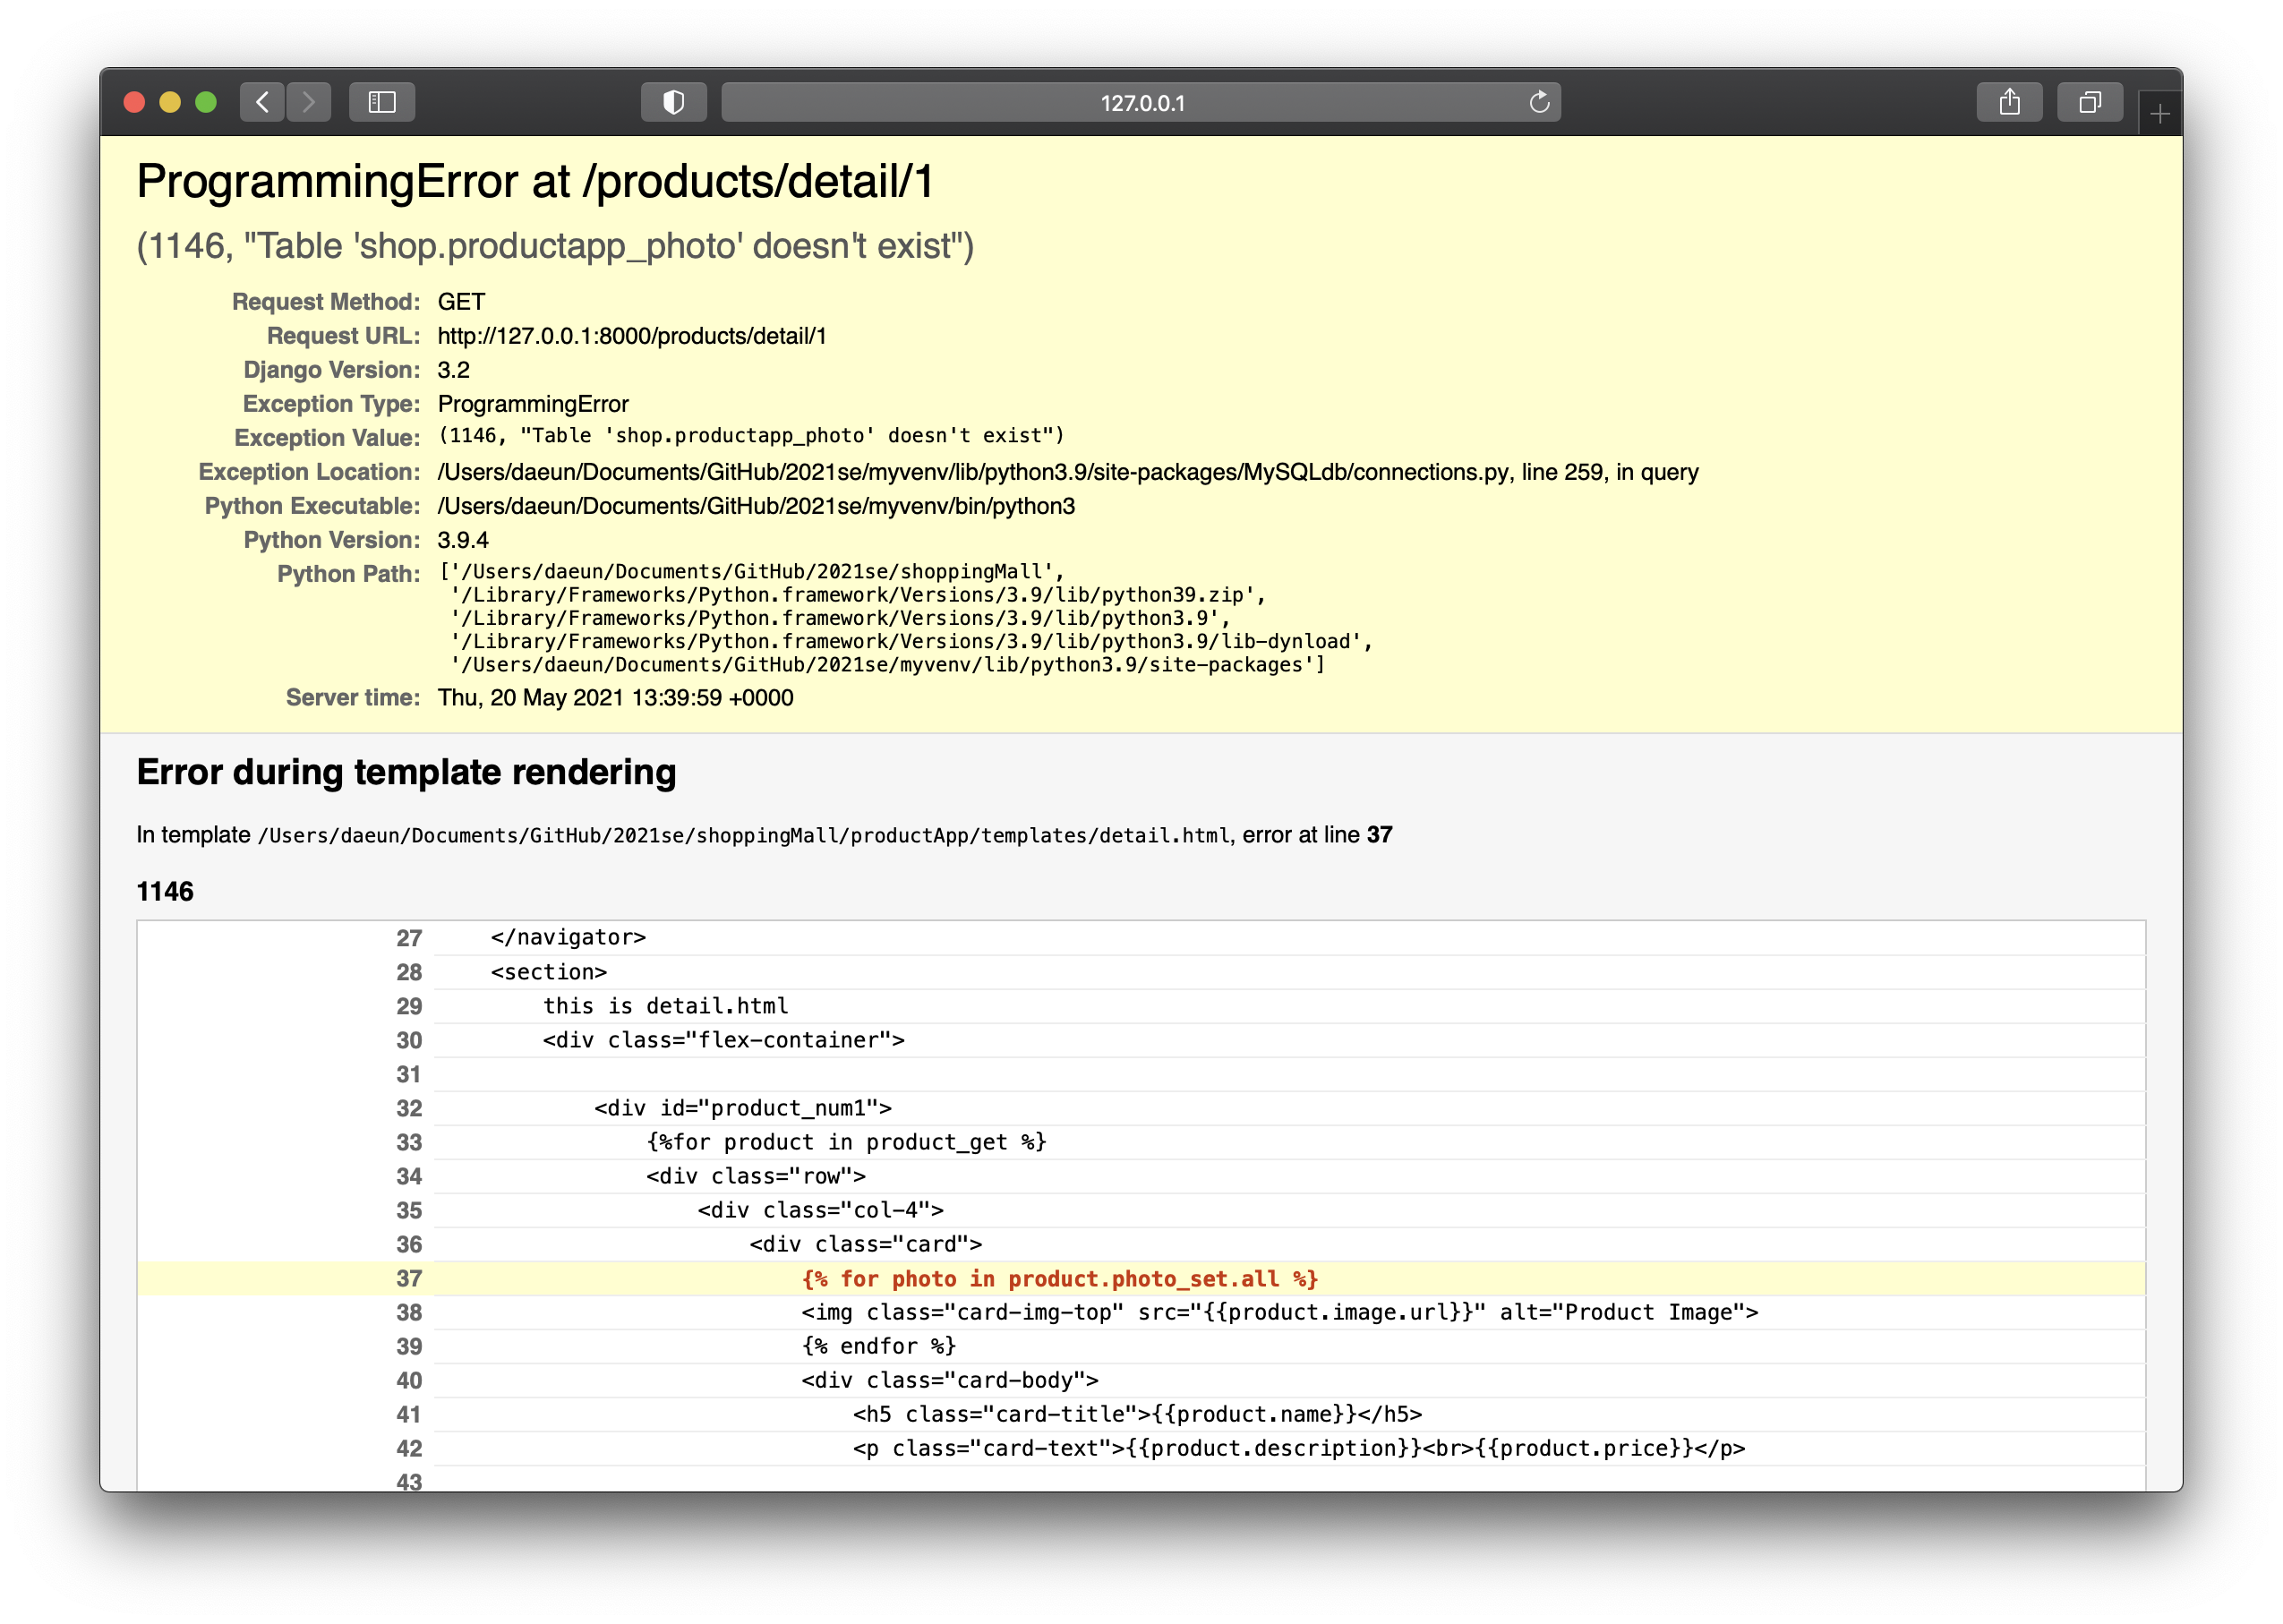 127.0.0.1
ProgrammingError at /products/detail/1
(1146, "Table 'shop.productapp_photo' doesn't exist")
Request Method: GET
Request URL: http://127.0.0.1:8000/products/detail/1
Django Version: 3.2
Exception Type: ProgrammingError
Exception Value: (1146, "Table 'shop.productapp_photo' doesn't exist")
Exception Location: /Users/daeun/Documents/GitHub/2021se/myvenv/lib/python3.9/site-packages/MySQLdb/connections.py, line 259, in query
Python Executable: /Users/daeun/Documents/GitHub/2021se/myvenv/bin/python3
Python Version: 3.9.4
Python Path: ['/Users/daeun/Documents/GitHub/2021se/shoppingMall',
'/Library/Frameworks/Python.framework/Versions/3.9/lib/python39.zip',
'/Library/Frameworks/Python.framework/Versions/3.9/lib/python3.9',
'/Library/Frameworks/Python.framework/Versions/3.9/lib/python3.9/lib-dynload',
'/Users/daeun/Documents/GitHub/2021se/myvenv/lib/python3.9/site-packages']
Server time: Thu, 20 May 2021 13:39:59 +0000
Error during template rendering
In template /Users/daeun/Documents/GitHub/2021se/shoppingMall/productApp/templates/detail.html, error at line 37
1146
27 </navigator>
28 <section>
29 this is detail.html
30 <div class="flex-container">
31
32 <div id="product_num1">
33 {%for product in product_get %}
34 <div class="row">
35 <div class="col-4">
36 <div class="card">
37 {% for photo in product.photo_set.all %}
38 <img class="card-img-top" src="{{product.image.url}}" alt="Product Image">
39 {% endfor %}
40 <div class="card-body">
41 <h5 class="card-title">{{product.name}}</h5>
42 <p class="card-text">{{product.description}}<br>{{product.price}}</p>
43